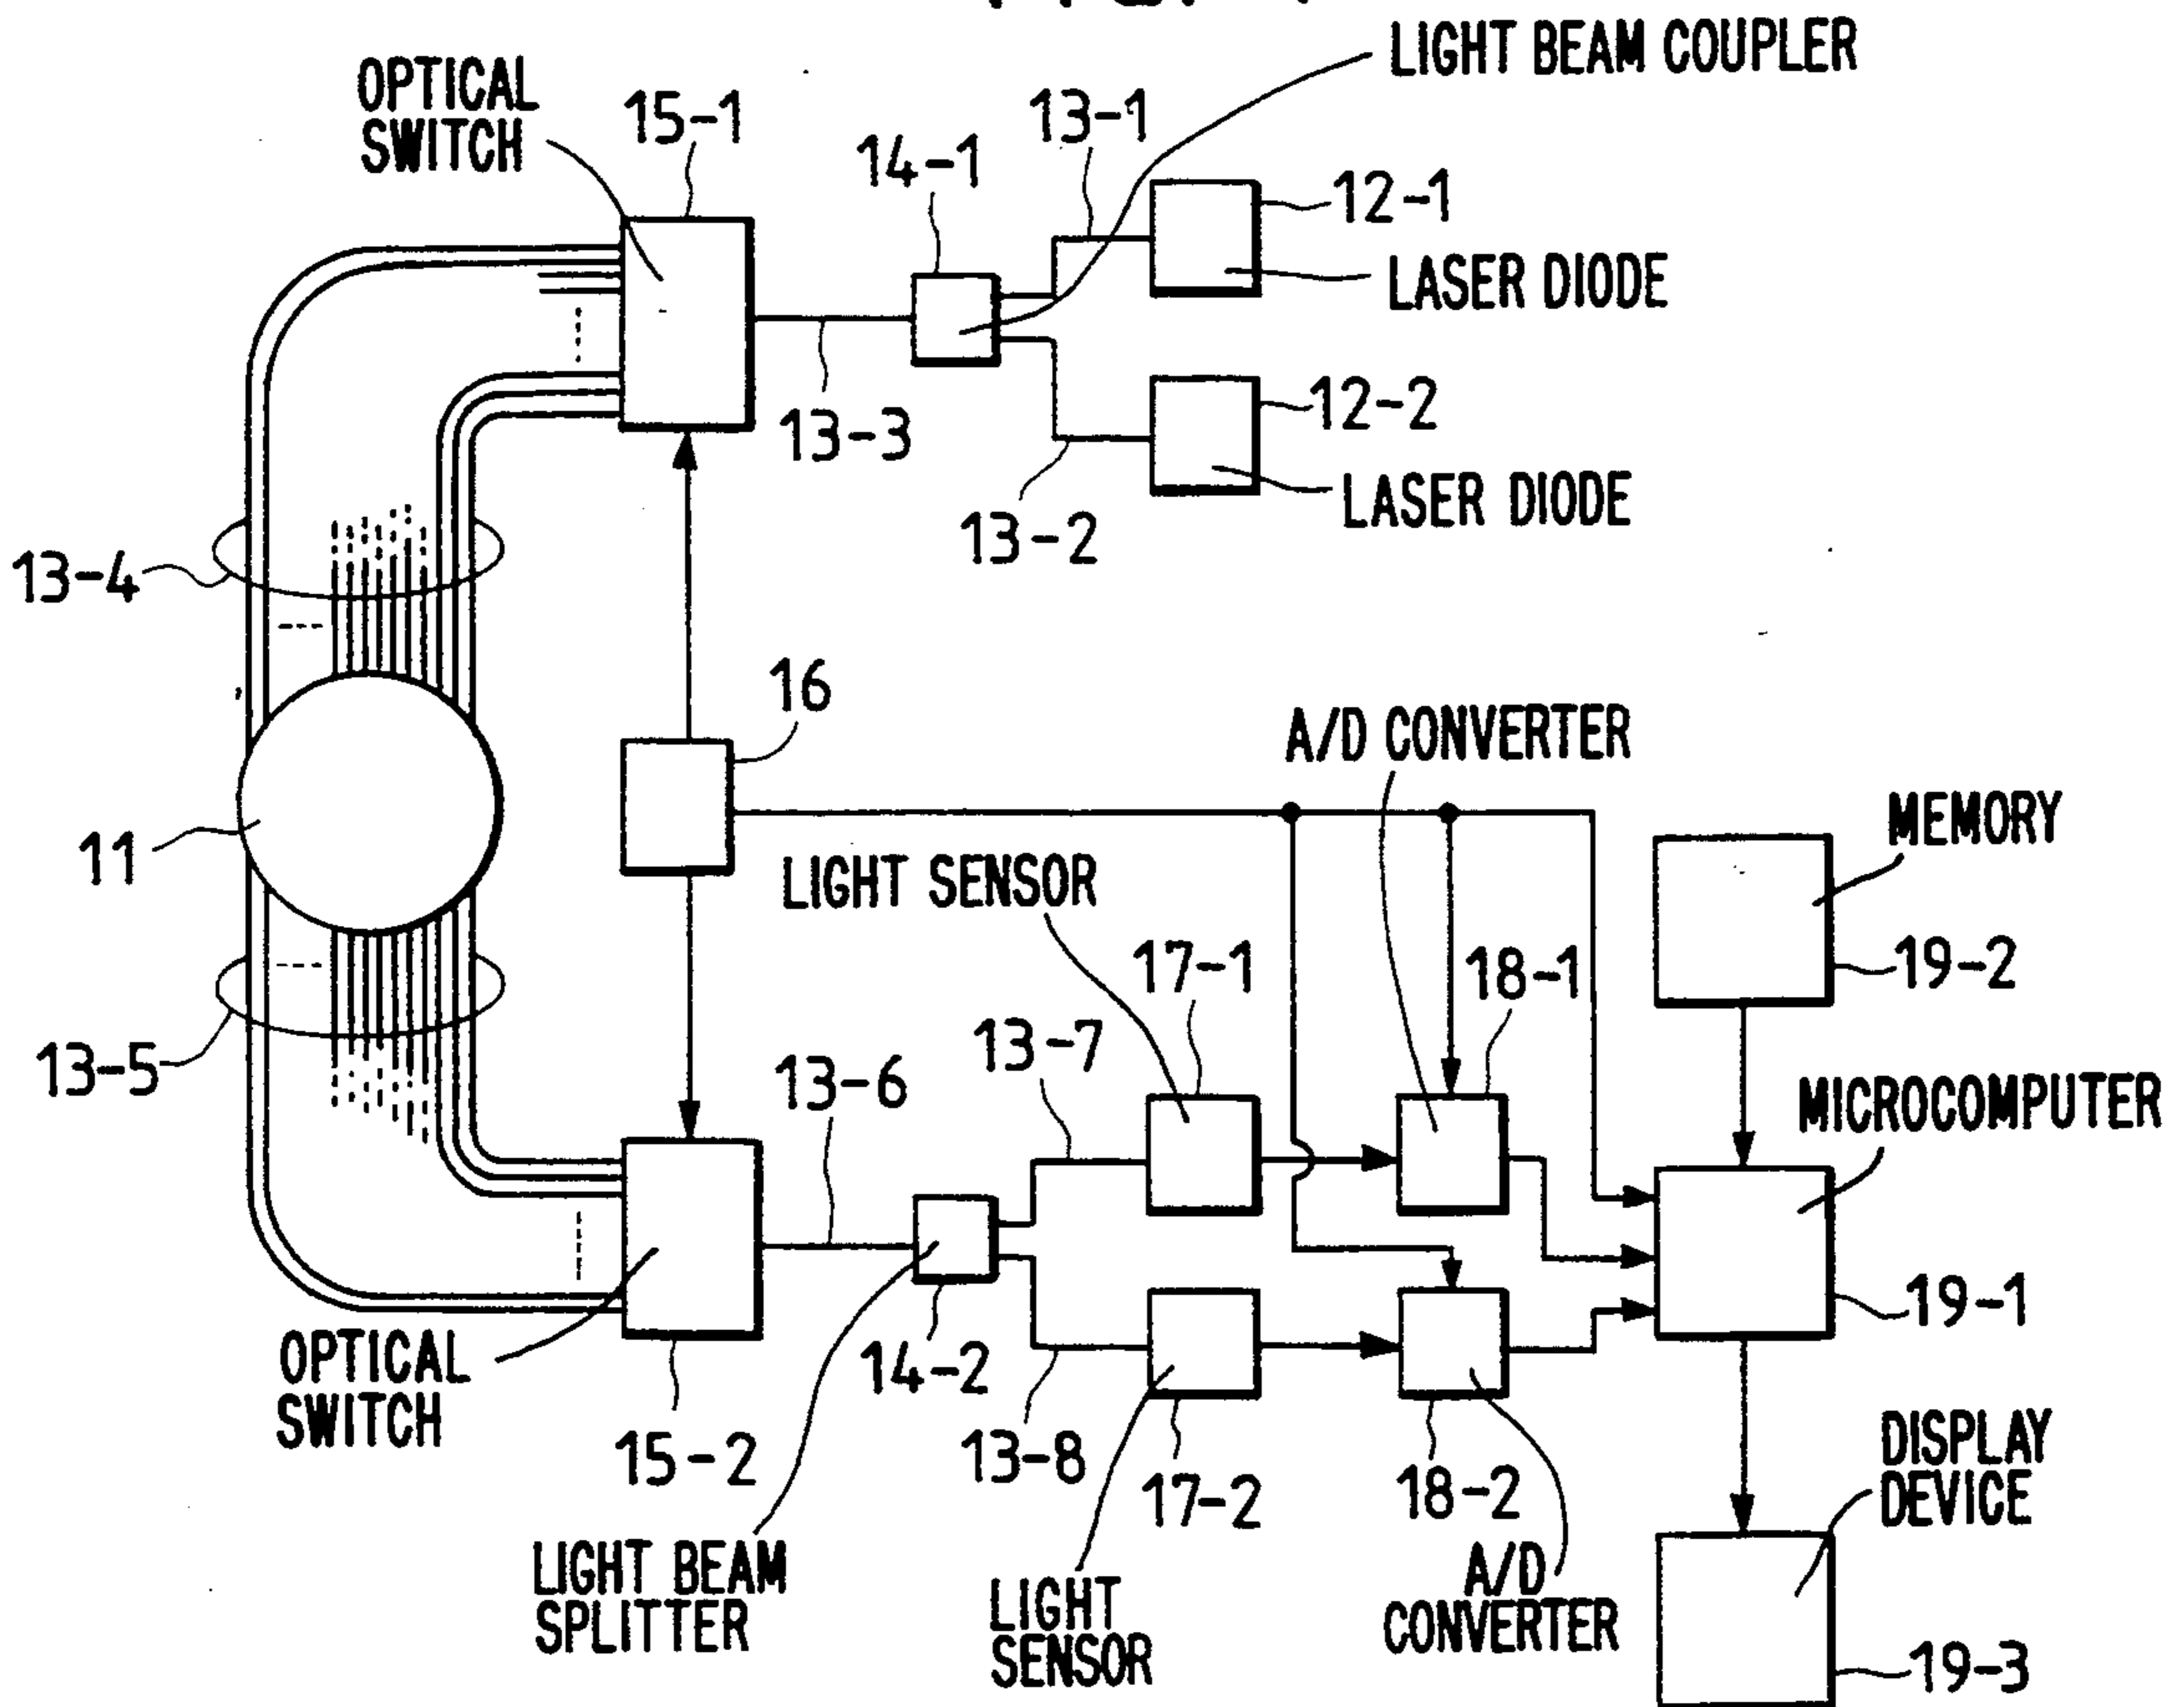 LIGHT BEAM COUPLER
OPTICAL
SWITCH
15-1
13-1
14-1
12-1
LASER DIODE
13-3
12-2
LASER DIODE
13-2
13-4
16
A/D CONVERTER
MEMORY
11
LIGHT SENSOR
17-1
18-1
19-2
13-7
13-6
13-5
MICROCOMPUTER
19-1
OPTICAL
SWITCH
14-2
15-2
13-8
17-2
18-2
DISPLAY
DEVICE
LIGHT BEAM
SPLITTER
LIGHT
SENSOR
A/D
CONVERTER
19-3